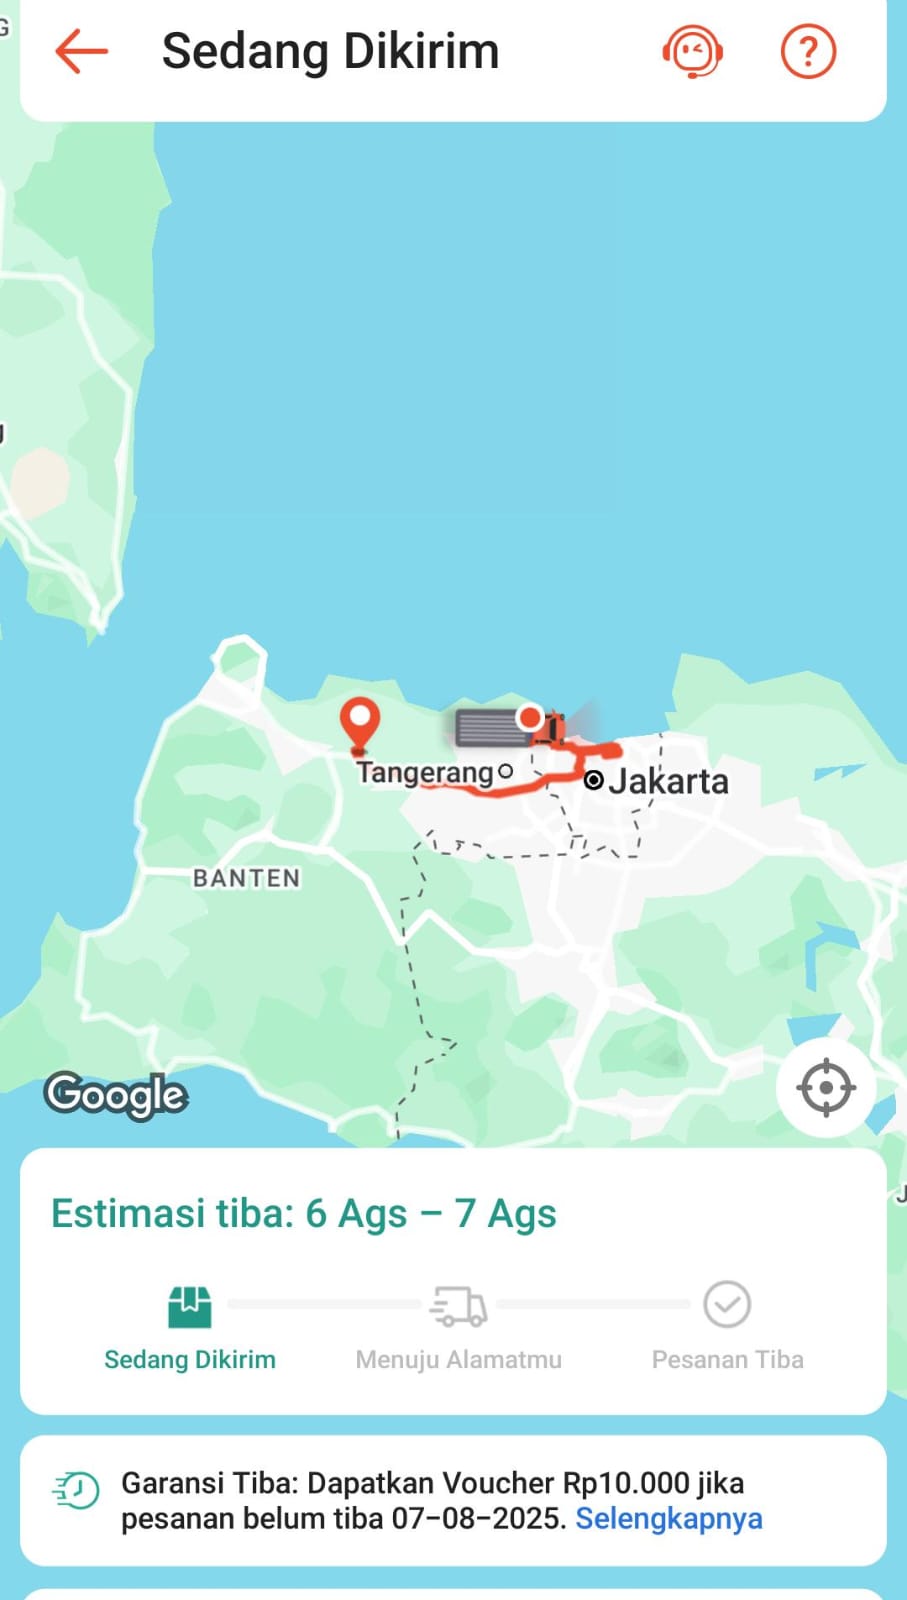 Sedang Dikirim
?
G
Tangerang
Jakarta
BANTEN
Google
J
Estimasi tiba: 6 Ags – 7 Ags
Sedang Dikirim
Menuju Alamatmu
Pesanan Tiba
Garansi Tiba: Dapatkan Voucher Rp10.000 jika
pesanan belum tiba 07-08-2025. Selengkapnya